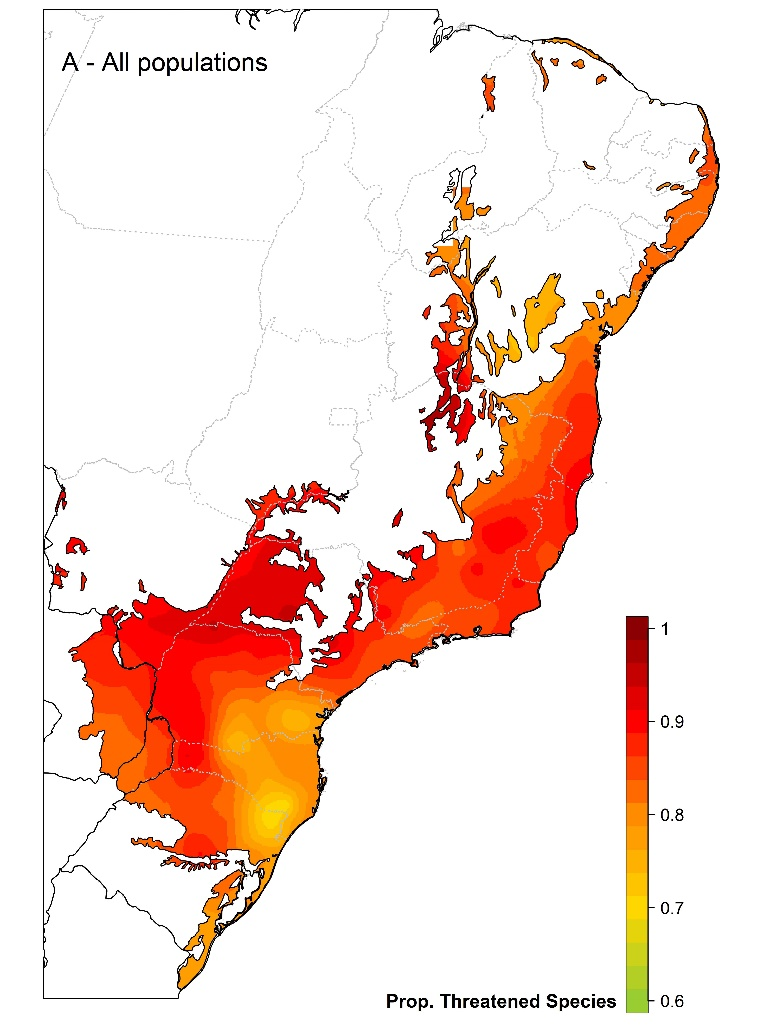 A - All populations
1
0.9
0.8
0.7
0.6
Prop. Threatened Species